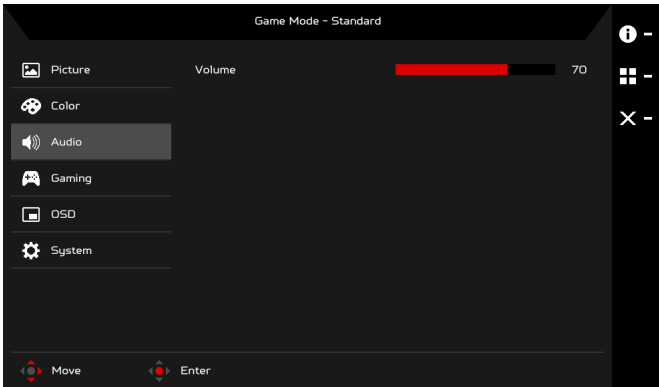 Game Mode - Standard
Picture
Volume
70
Color
Audio
Gaming
OSD
System
Move
Enter